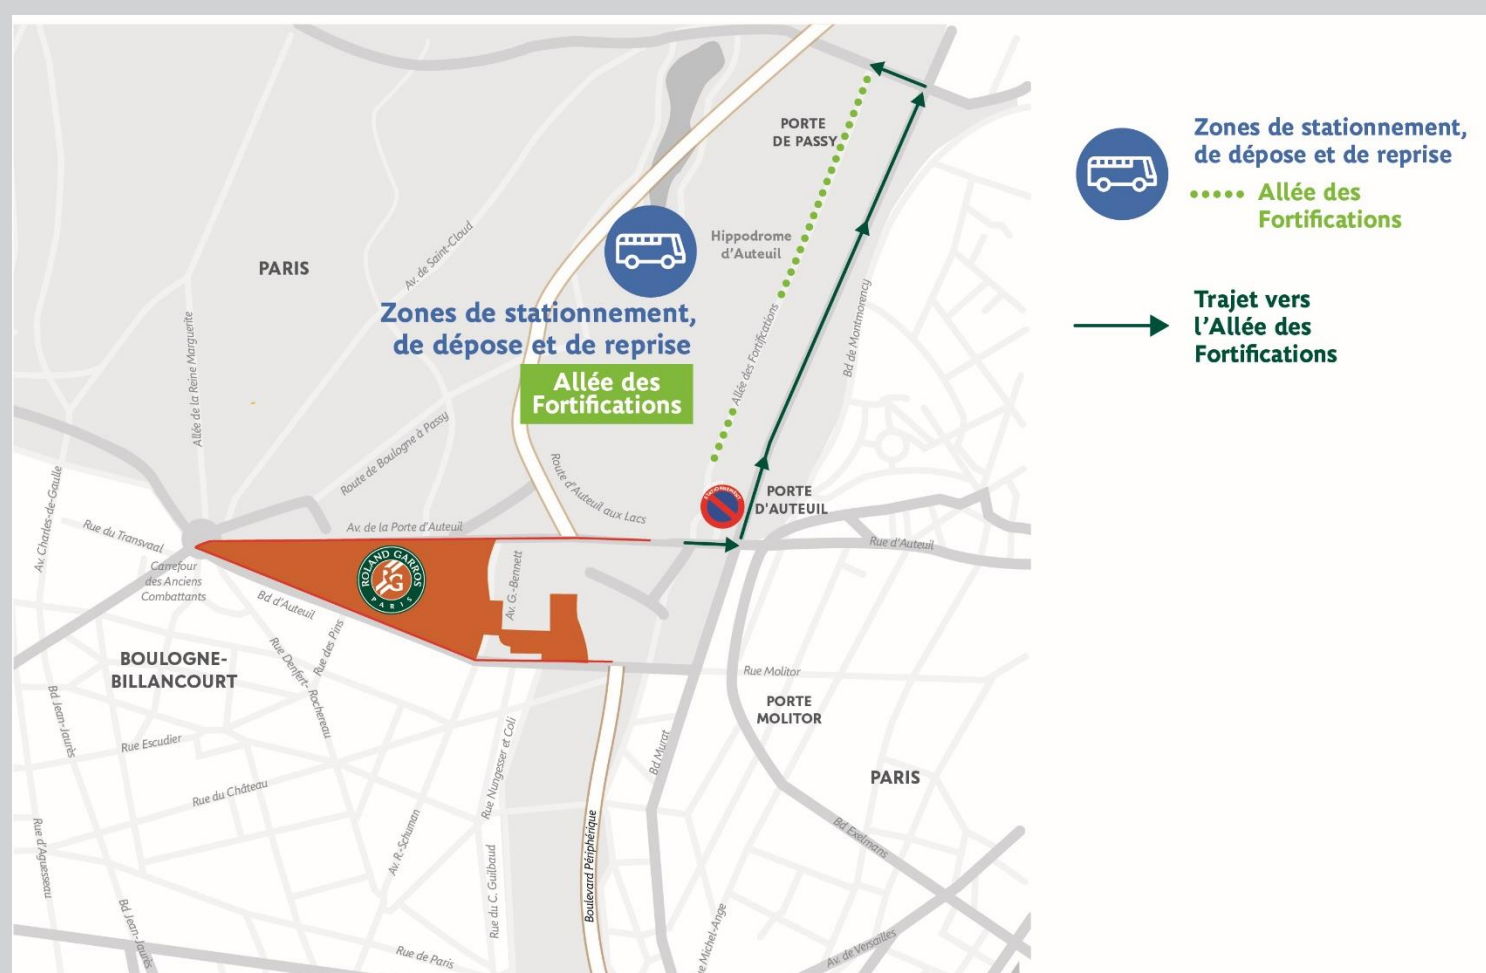 PORTE
DE PASSY
Hippodrome
d'Auteuil
PARIS
Av. de Saint-Cloud
Allée de la Reine Marguerite
Zones de stationnement,
de dépose et de reprise
Allée des
Fortifications
Allée des Fortifications
Bd de Montmorency
Route de Boulogne à Passy
Route d'Auteuil aux Lacs
STATIONNEMENT
PORTE
D'AUTEUIL
Av. Charles-de-Gaulle
Rue du Transvaal
Av. de la Porte d'Auteuil
Rue d'Auteuil
ROLAND GARROS
RG
PARIS
Av. G.-Bennett
Carrefour
des Anciens
Combattants
Bd d'Auteuil
Rue des Pins
Rue Denfert-Rochereau
BOULOGNE-
BILLANCOURT
Rue Molitor
PORTE
MOLITOR
Bd Jean-Jaurès
Rue Escudier
Rue du Château
Rue Nungesser et Coli
Bd Murat
PARIS
Rue d'Aguesseau
Av. R.-Schuman
Rue du C. Guilbaud
Boulevard Périphérique
Bd Exelmans
Bd Jean-Jaurès
Rue de Paris
Rue Michel-Ange
Av. de Versailles
Zones de stationnement,
de dépose et de reprise
Allée des
Fortifications
Trajet vers
l'Allée des
Fortifications